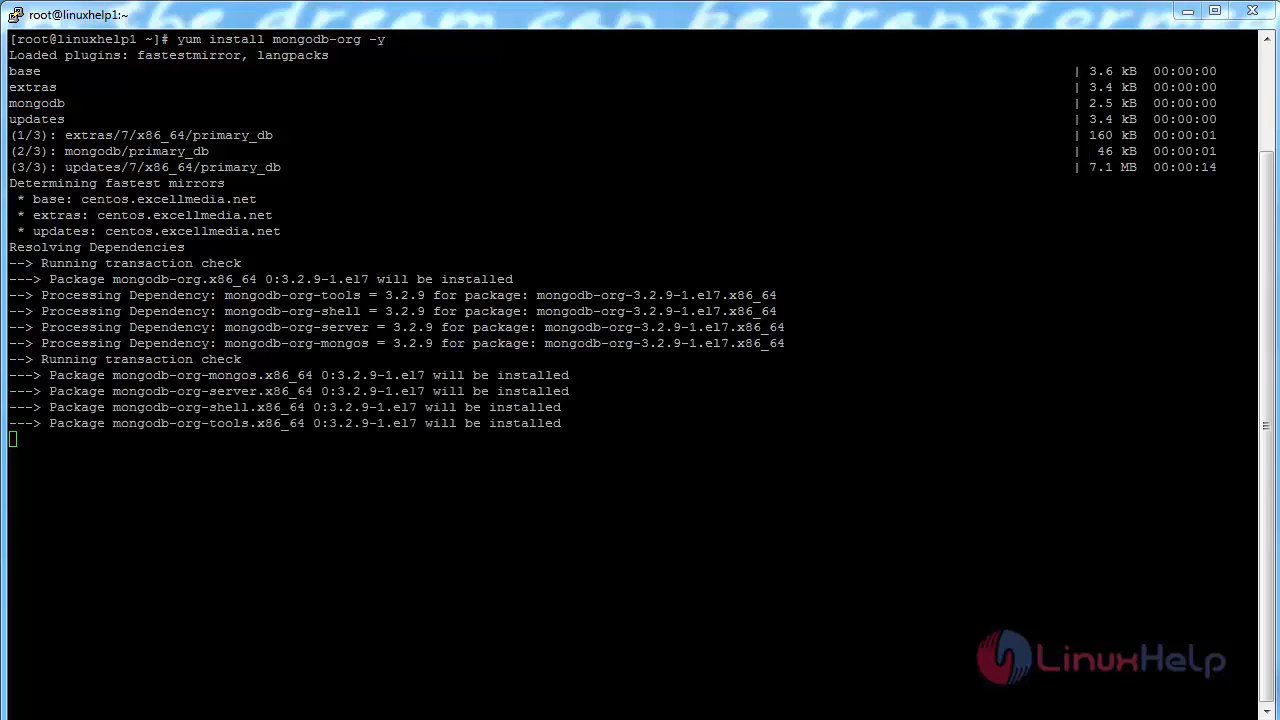 the dream can be transforme
root@linuxhelp1:~
[root@linuxhelp1 ~]# yum install mongodb-org -y
Loaded plugins: fastestmirror, langpacks
base | 3.6 kB 00:00:00
extras | 3.4 kB 00:00:00
mongodb | 2.5 kB 00:00:00
updates | 3.4 kB 00:00:00
(1/3): extras/7/x86_64/primary_db | 160 kB 00:00:01
(2/3): mongodb/primary_db | 46 kB 00:00:01
(3/3): updates/7/x86_64/primary_db | 7.1 MB 00:00:14
Determining fastest mirrors
* base: centos.excellmedia.net
* extras: centos.excellmedia.net
* updates: centos.excellmedia.net
Resolving Dependencies
--> Running transaction check
---> Package mongodb-org.x86_64 0:3.2.9-1.el7 will be installed
--> Processing Dependency: mongodb-org-tools = 3.2.9 for package: mongodb-org-3.2.9-1.el7.x86_64
--> Processing Dependency: mongodb-org-shell = 3.2.9 for package: mongodb-org-3.2.9-1.el7.x86_64
--> Processing Dependency: mongodb-org-server = 3.2.9 for package: mongodb-org-3.2.9-1.el7.x86_64
--> Processing Dependency: mongodb-org-mongos = 3.2.9 for package: mongodb-org-3.2.9-1.el7.x86_64
--> Running transaction check
---> Package mongodb-org-mongos.x86_64 0:3.2.9-1.el7 will be installed
---> Package mongodb-org-server.x86_64 0:3.2.9-1.el7 will be installed
---> Package mongodb-org-shell.x86_64 0:3.2.9-1.el7 will be installed
---> Package mongodb-org-tools.x86_64 0:3.2.9-1.el7 will be installed
LinuxHelp